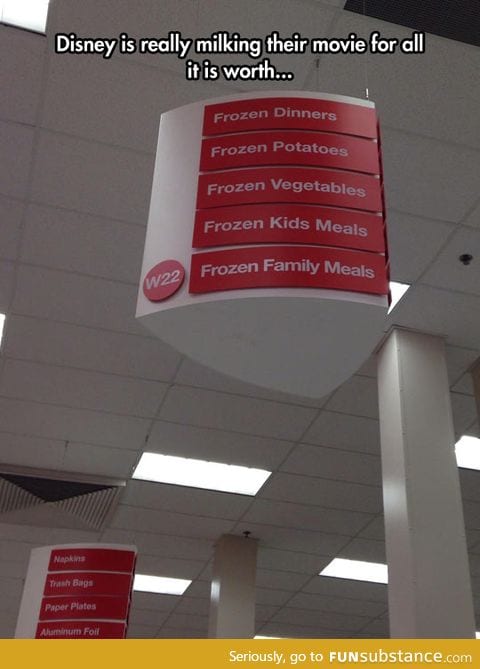 Disney is really milking their movie for all
it is worth...
Frozen Dinners
Frozen Potatoes
Frozen Vegetables
Frozen Kids Meals
Frozen Family Meals
W22
Napkins
Trash Bags
Paper Plates
Aluminum Foil
Seriously, go to FUNsubstance.com